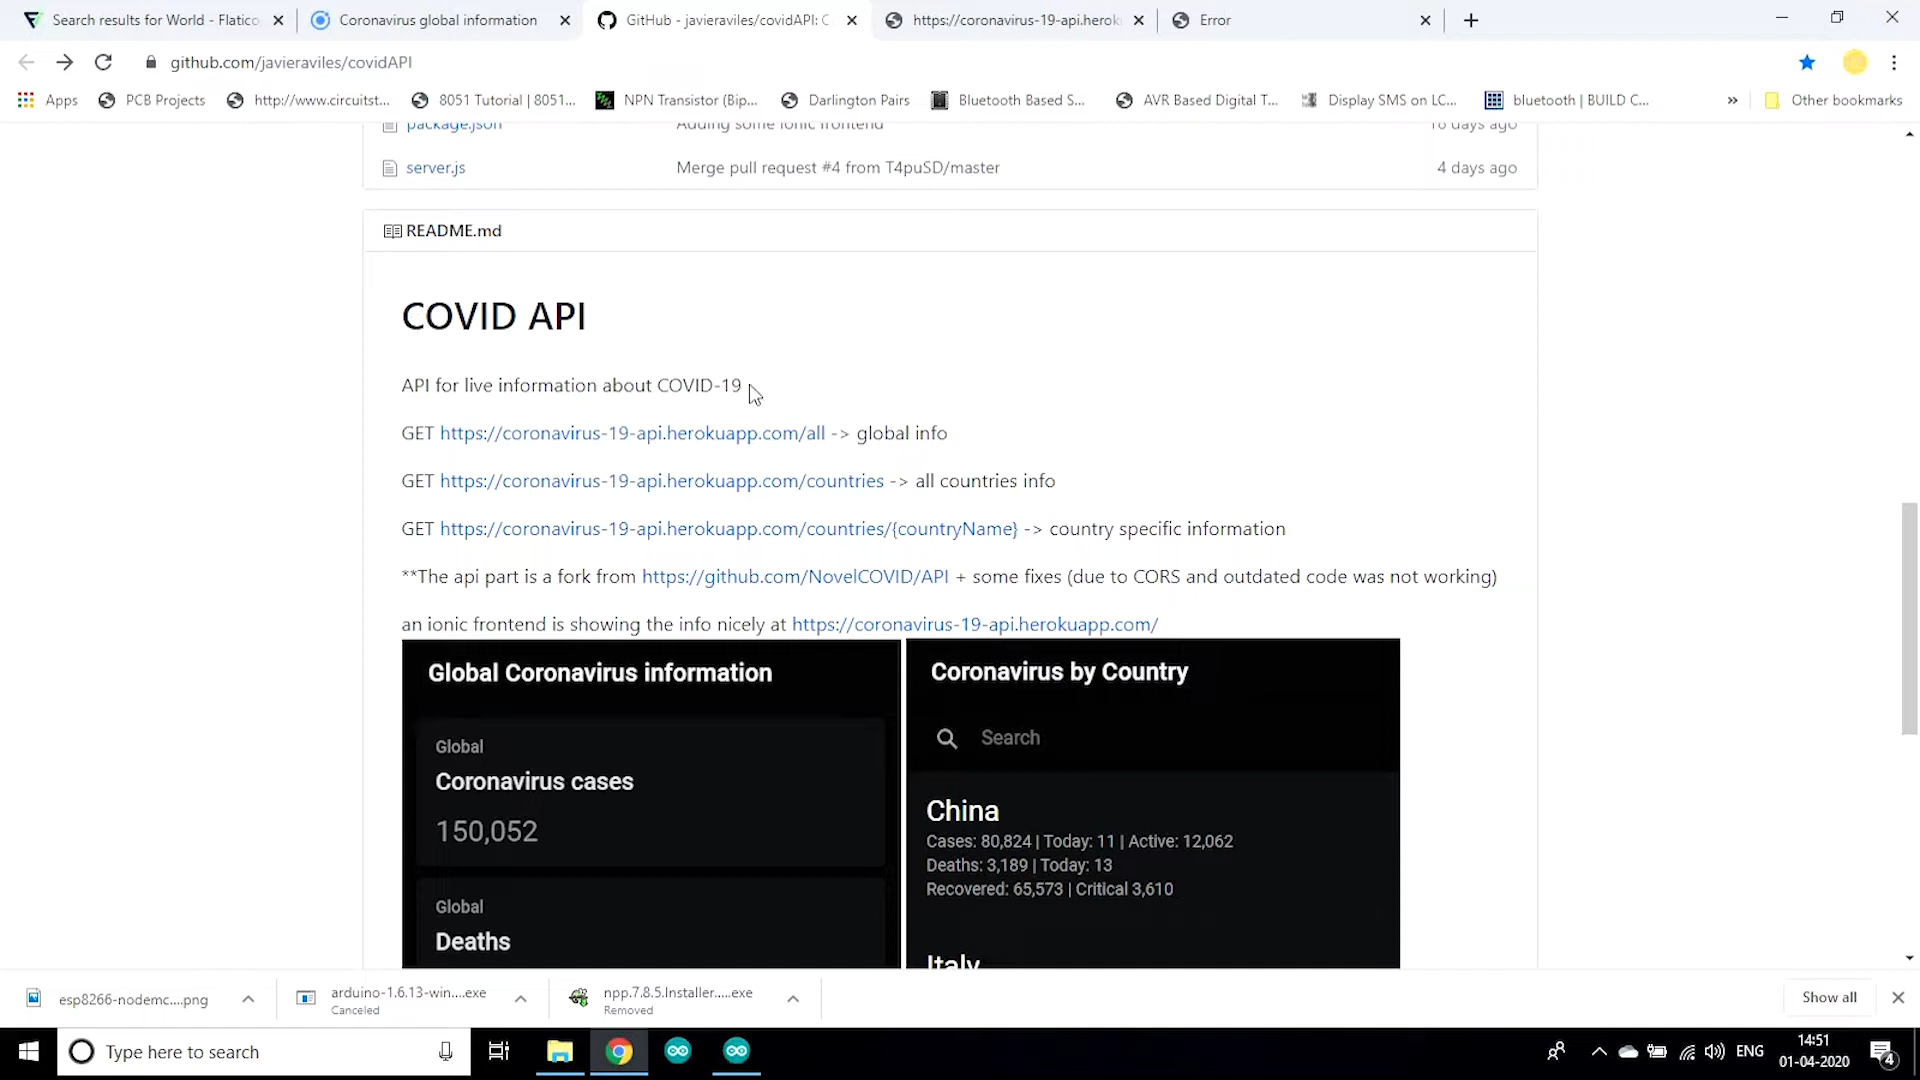 Search results for World - Flatico
Coronavirus global information
GitHub - javieraviles/covidAPI: C
https://coronavirus-19-api.herok
Error
github.com/javieraviles/covidAPI
Apps
PCB Projects
http://www.circuitst...
8051 Tutorial | 8051...
NPN Transistor (Bip...
Darlington Pairs
Bluetooth Based S...
AVR Based Digital T...
Display SMS on LC...
bluetooth | BUILD C...
»
Other bookmarks
package.json
Adding some ionic frontend
18 days ago
server.js
Merge pull request #4 from T4puSD/master
4 days ago
README.md
COVID API
API for live information about COVID-19
GET https://coronavirus-19-api.herokuapp.com/all -> global info
GET https://coronavirus-19-api.herokuapp.com/countries -> all countries info
GET https://coronavirus-19-api.herokuapp.com/countries/{countryName} -> country specific information
**The api part is a fork from https://github.com/NovelCOVID/API + some fixes (due to CORS and outdated code was not working)
an ionic frontend is showing the info nicely at https://coronavirus-19-api.herokuapp.com/
Global Coronavirus information
Global
Coronavirus cases
150,052
Global
Deaths
Coronavirus by Country
Search
China
Cases: 80,824 | Today: 11 | Active: 12,062
Deaths: 3,189 | Today: 13
Recovered: 65,573 | Critical 3,610
Italy
esp8266-nodemc....png
arduino-1.6.13-win....exe
Canceled
npp.7.8.5.Installer.....exe
Removed
Show all
Type here to search
ENG
14:51
01-04-2020
4